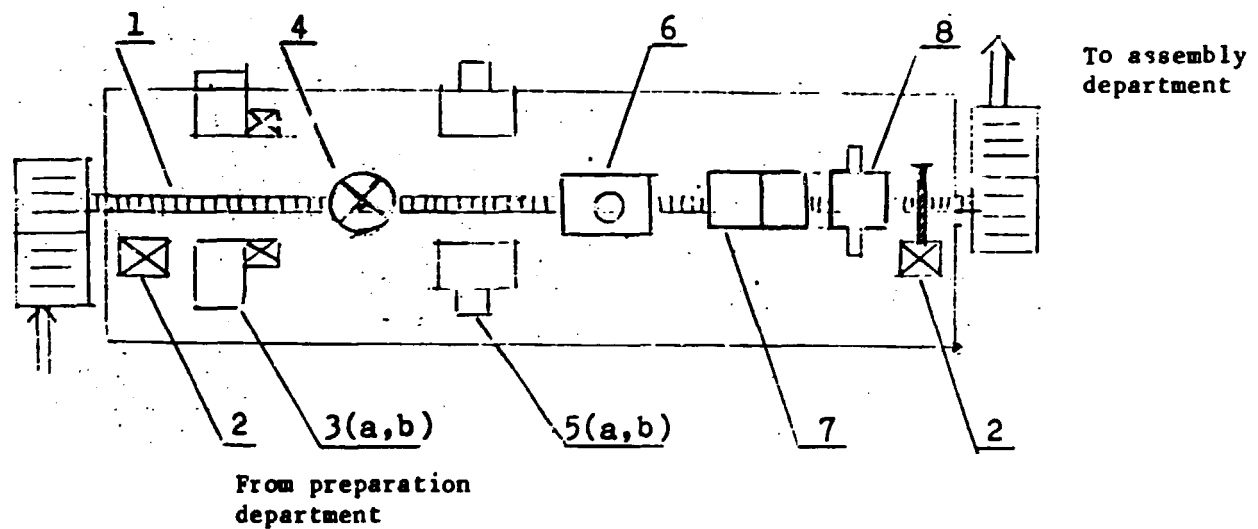 1
4
6
8
To assembly
department
2
3(a,b)
5(a,b)
7
2
From preparation
department